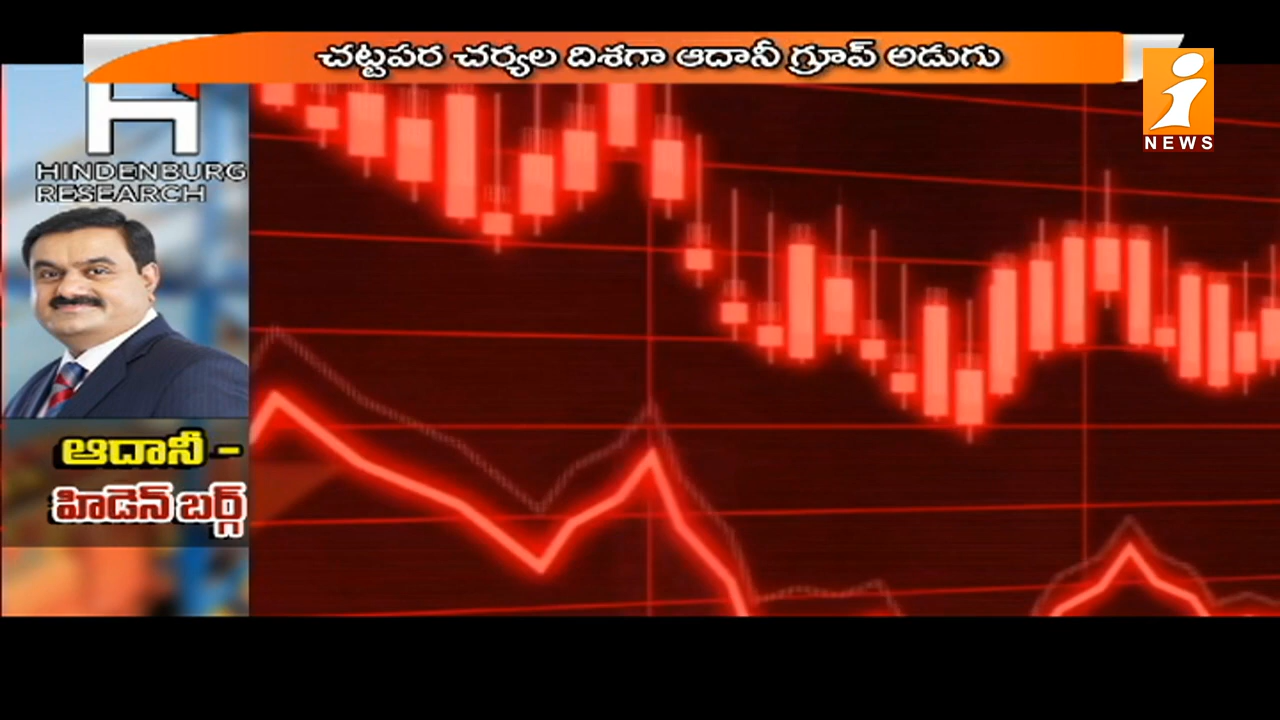 చట్టపర చర్యల దిశగా ఆదానీ గ్రూప్ అడుగు
i
NEWS
H
HINDENBURG
RESEARCH
ఆదానీ -
హిడెన్ బర్గ్